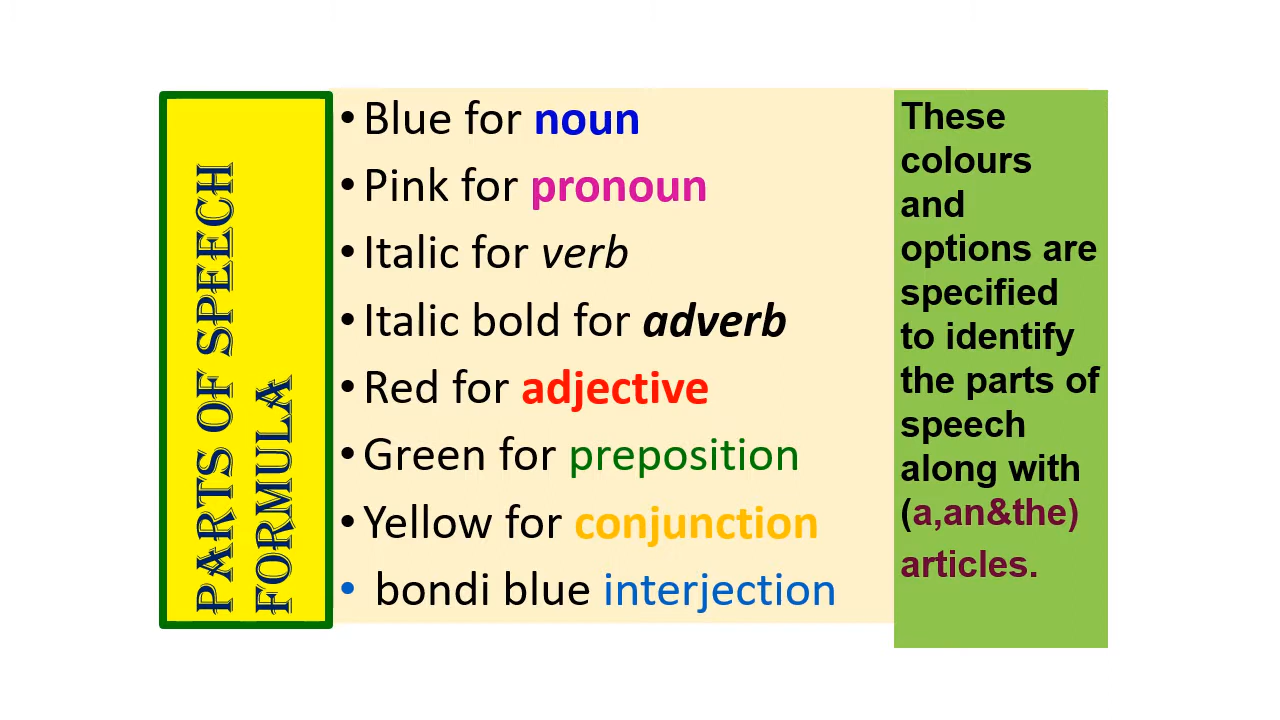 PARTS OF SPEECH
FORMULA
• Blue for noun
• Pink for pronoun
• Italic for verb
• Italic bold for adverb
• Red for adjective
• Green for preposition
• Yellow for conjunction
• bondi blue interjection
These
colours
and
options are
specified
to identify
the parts of
speech
along with
(a,an&the)
articles.